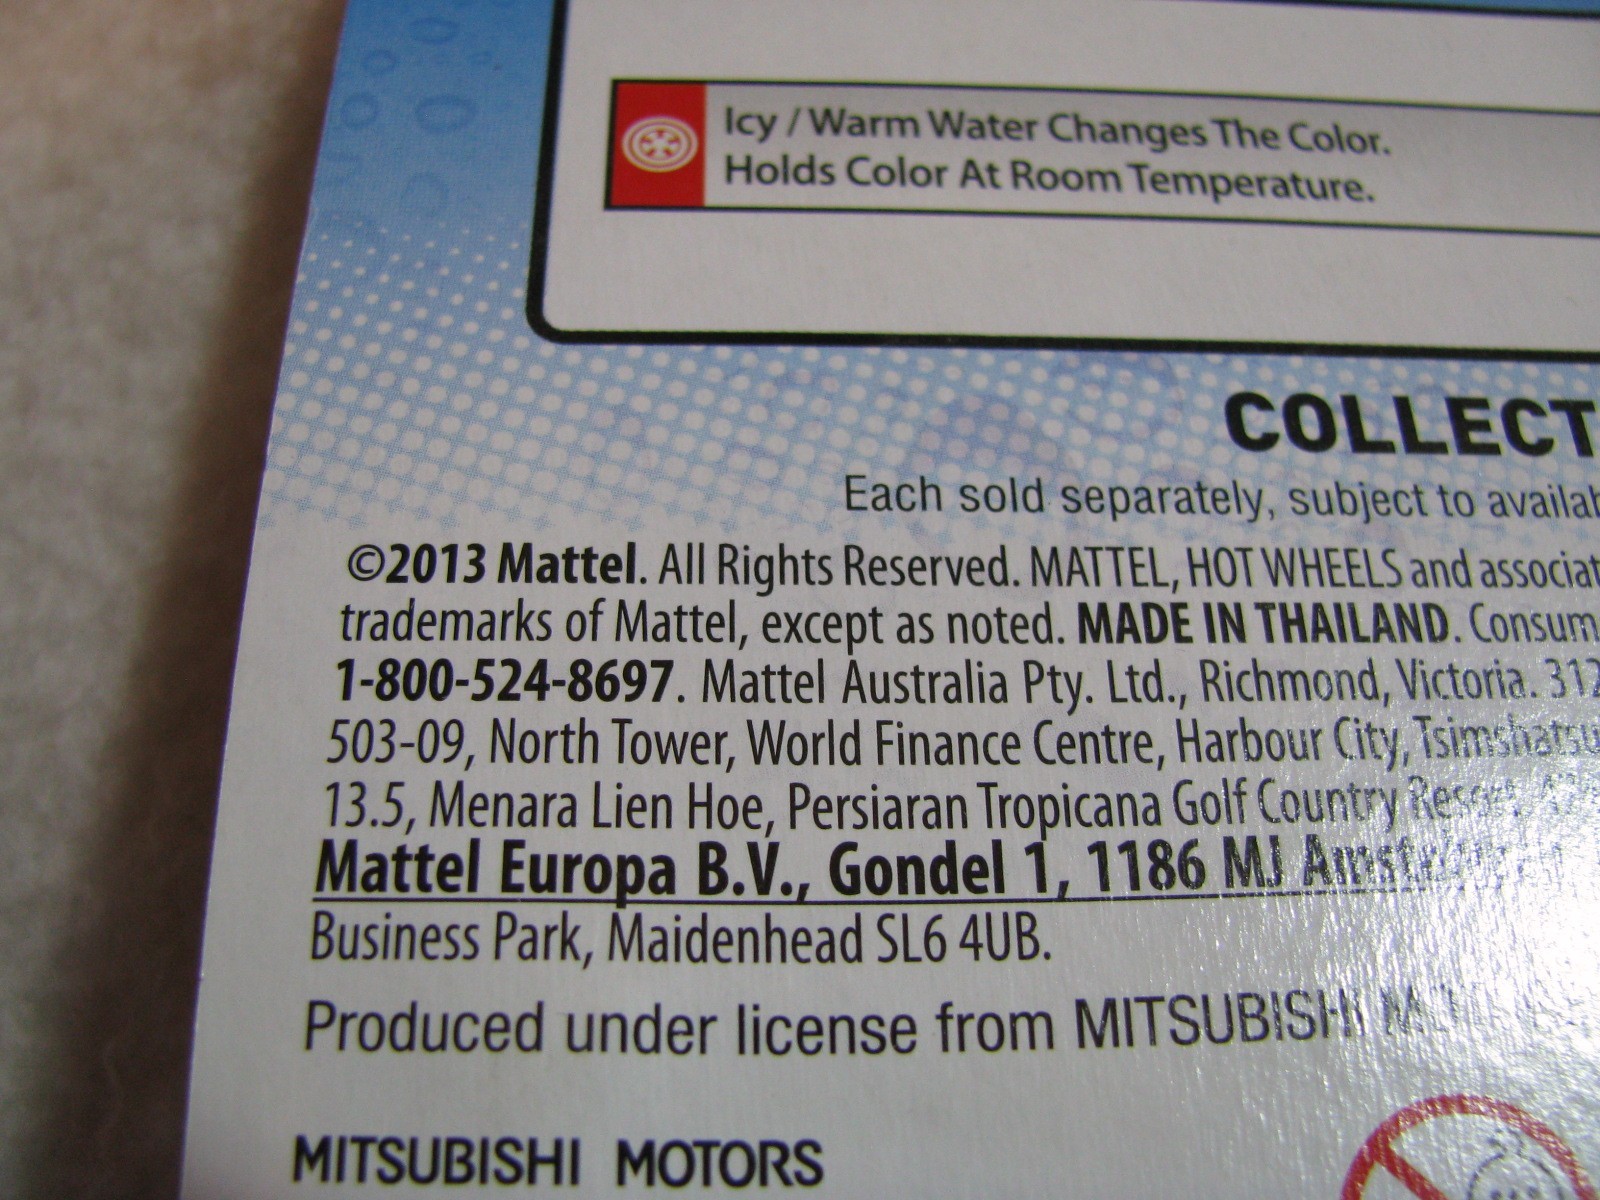 Icy / Warm Water Changes The Color.
Holds Color At Room Temperature.
COLLECT
Each sold separately, subject to availab
©2013 Mattel. All Rights Reserved. MATTEL, HOT WHEELS and associat
trademarks of Mattel, except as noted. MADE IN THAILAND. Consum
1-800-524-8697. Mattel Australia Pty. Ltd., Richmond, Victoria. 312
503-09, North Tower, World Finance Centre, Harbour City, Tsimshatsu
13.5, Menara Lien Hoe, Persiaran Tropicana Golf Country
Mattel Europa B.V., Gondel 1, 1186 MJ
Business Park, Maidenhead SL6 4UB.
Produced under license from MITSUBISHI
MITSUBISHI MOTORS